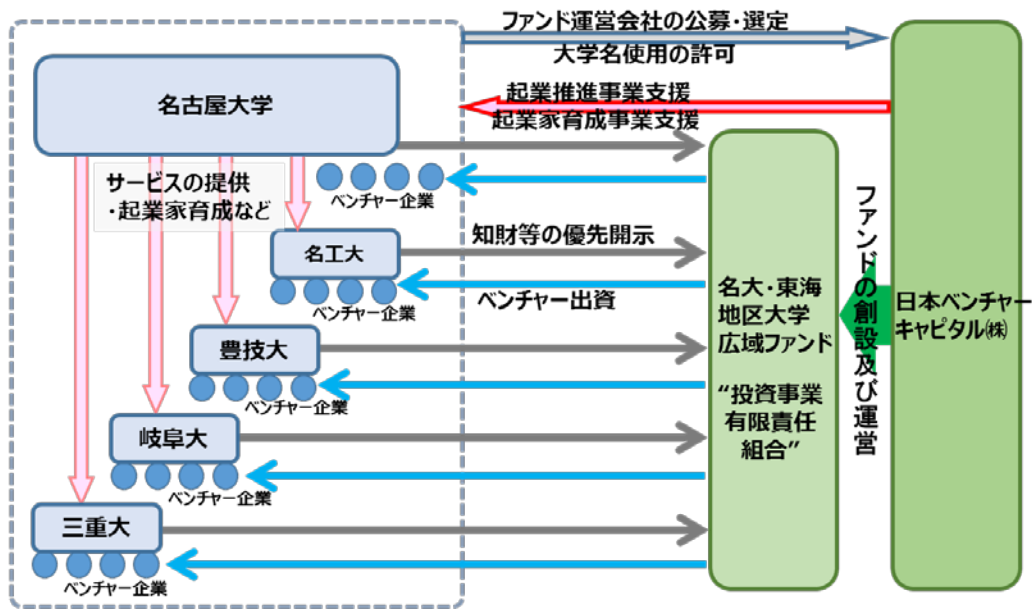 ファンド運営会社の公募・選定
大学名使用の許可
名古屋大学
起業推進事業支援
起業家育成事業支援
サービスの提供
・起業家育成など
ベンチャー企業
名工大
知財等の優先開示
ベンチャー企業
ベンチャー出資
豊技大
ベンチャー企業
岐阜大
ベンチャー企業
三重大
ベンチャー企業
名大・東海
地区大学
広域ファンド
“投資事業
有限責任
組合”
ファンドの創設及び運営
日本ベンチャー
キャピタル㈱